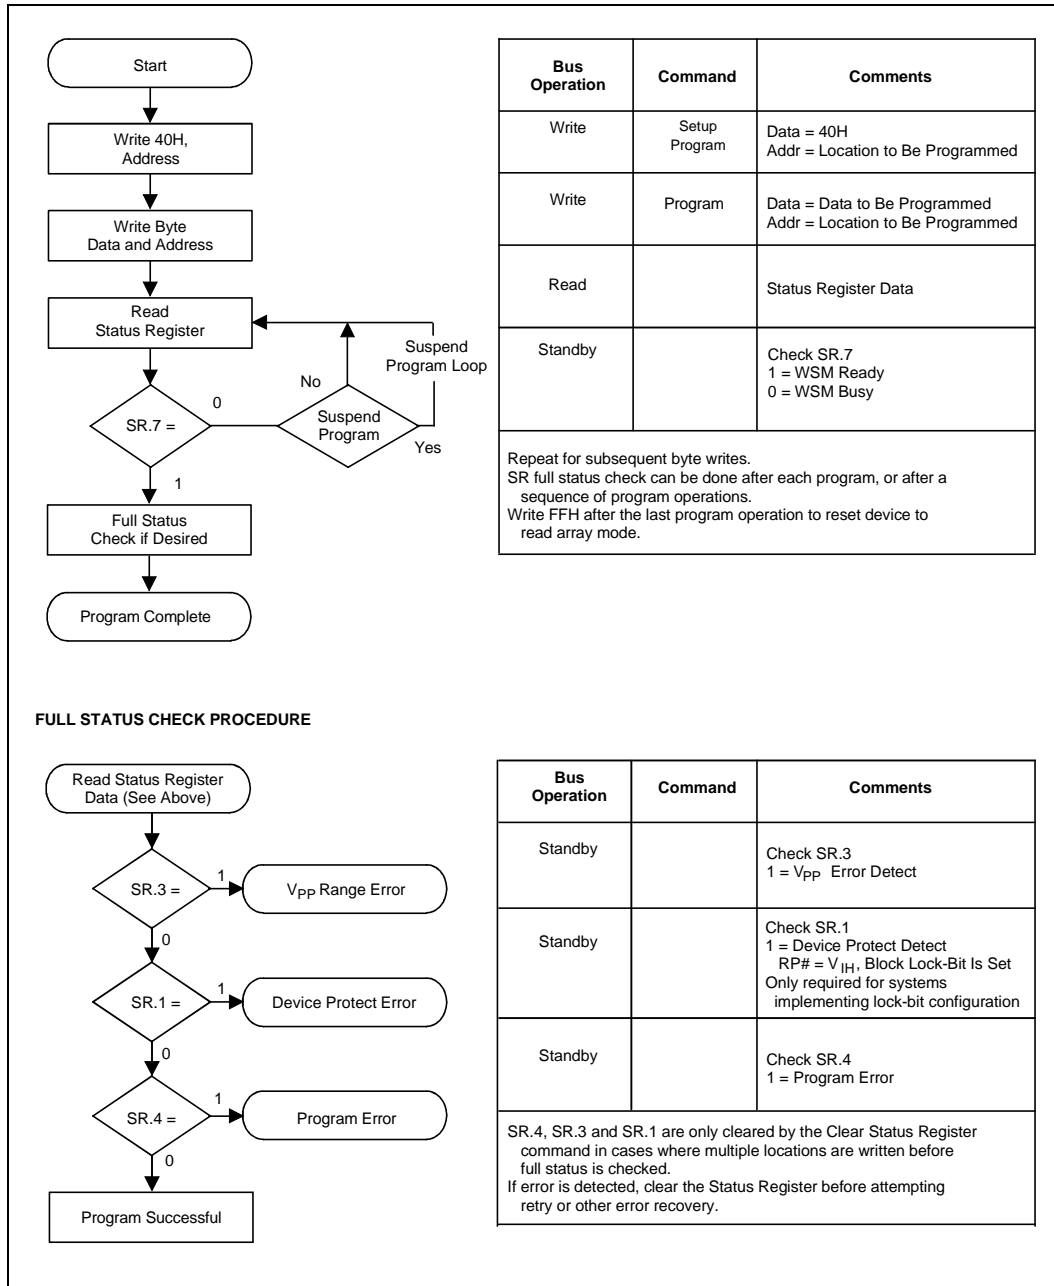 Start
Write 40H,
Address
Write Byte
Data and Address
Read
Status Register
SR.7 =
0
1
No
Suspend
Program
Yes
Suspend
Program Loop
Full Status
Check if Desired
Program Complete
Bus
Operation
Command
Comments
Write
Setup
Program
Data = 40H
Addr = Location to Be Programmed
Write
Program
Data = Data to Be Programmed
Addr = Location to Be Programmed
Read
Status Register Data
Standby
Check SR.7
1 = WSM Ready
0 = WSM Busy
Repeat for subsequent byte writes.
SR full status check can be done after each program, or after a
sequence of program operations.
Write FFH after the last program operation to reset device to
read array mode.
FULL STATUS CHECK PROCEDURE
Read Status Register
Data (See Above)
SR.3 =
1
VPP Range Error
0
SR.1 =
1
Device Protect Error
0
SR.4 =
1
Program Error
0
Program Successful
Bus
Operation
Command
Comments
Standby
Check SR.3
1 = VPP Error Detect
Standby
Check SR.1
1 = Device Protect Detect
RP# = VIH, Block Lock-Bit Is Set
Only required for systems
implementing lock-bit configuration
Standby
Check SR.4
1 = Program Error
SR.4, SR.3 and SR.1 are only cleared by the Clear Status Register
command in cases where multiple locations are written before
full status is checked.
If error is detected, clear the Status Register before attempting
retry or other error recovery.